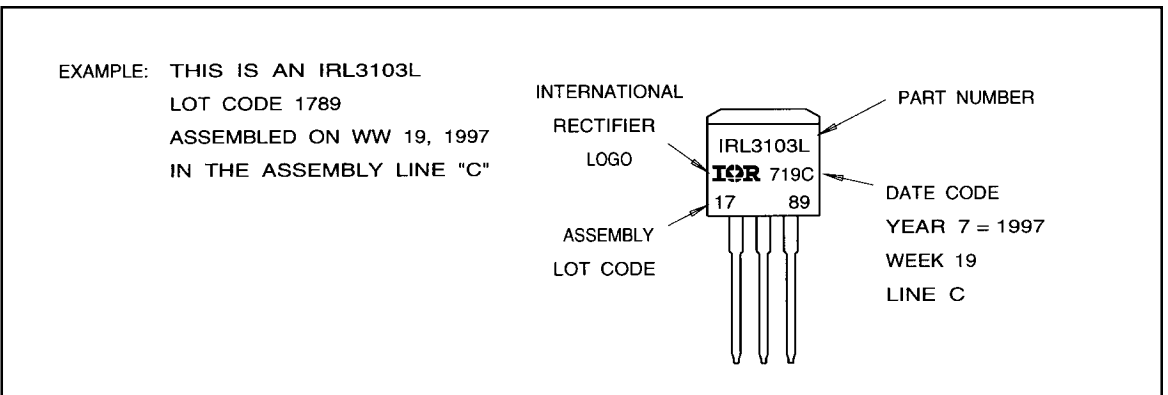 EXAMPLE: THIS IS AN IRL3103L
LOT CODE 1789
ASSEMBLED ON WW 19, 1997
IN THE ASSEMBLY LINE "C"
INTERNATIONAL
RECTIFIER
LOGO
ASSEMBLY
LOT CODE
IRL3103L
IOR 719C
17 89
PART NUMBER
DATE CODE
YEAR 7 = 1997
WEEK 19
LINE C